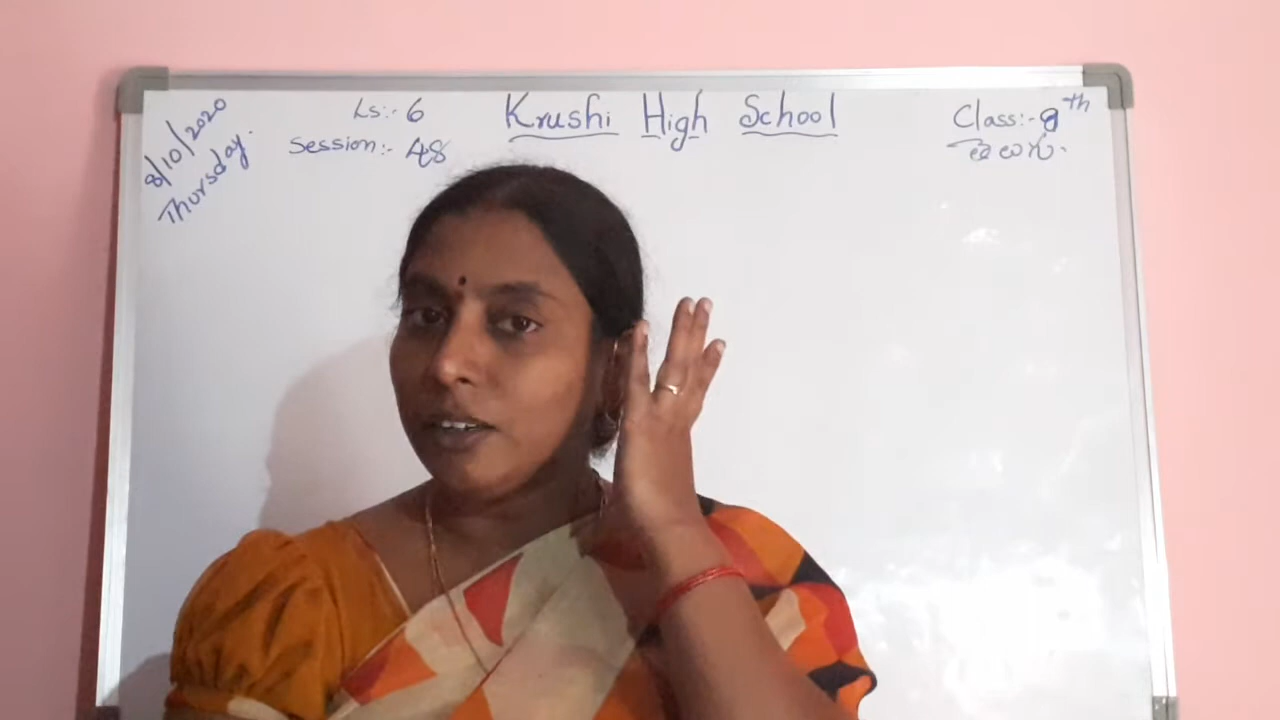 8/10/2020
Thursday.
Ls:- 6
Session:- 48
Krushi High School
Class:- 8th
తెలుగు.